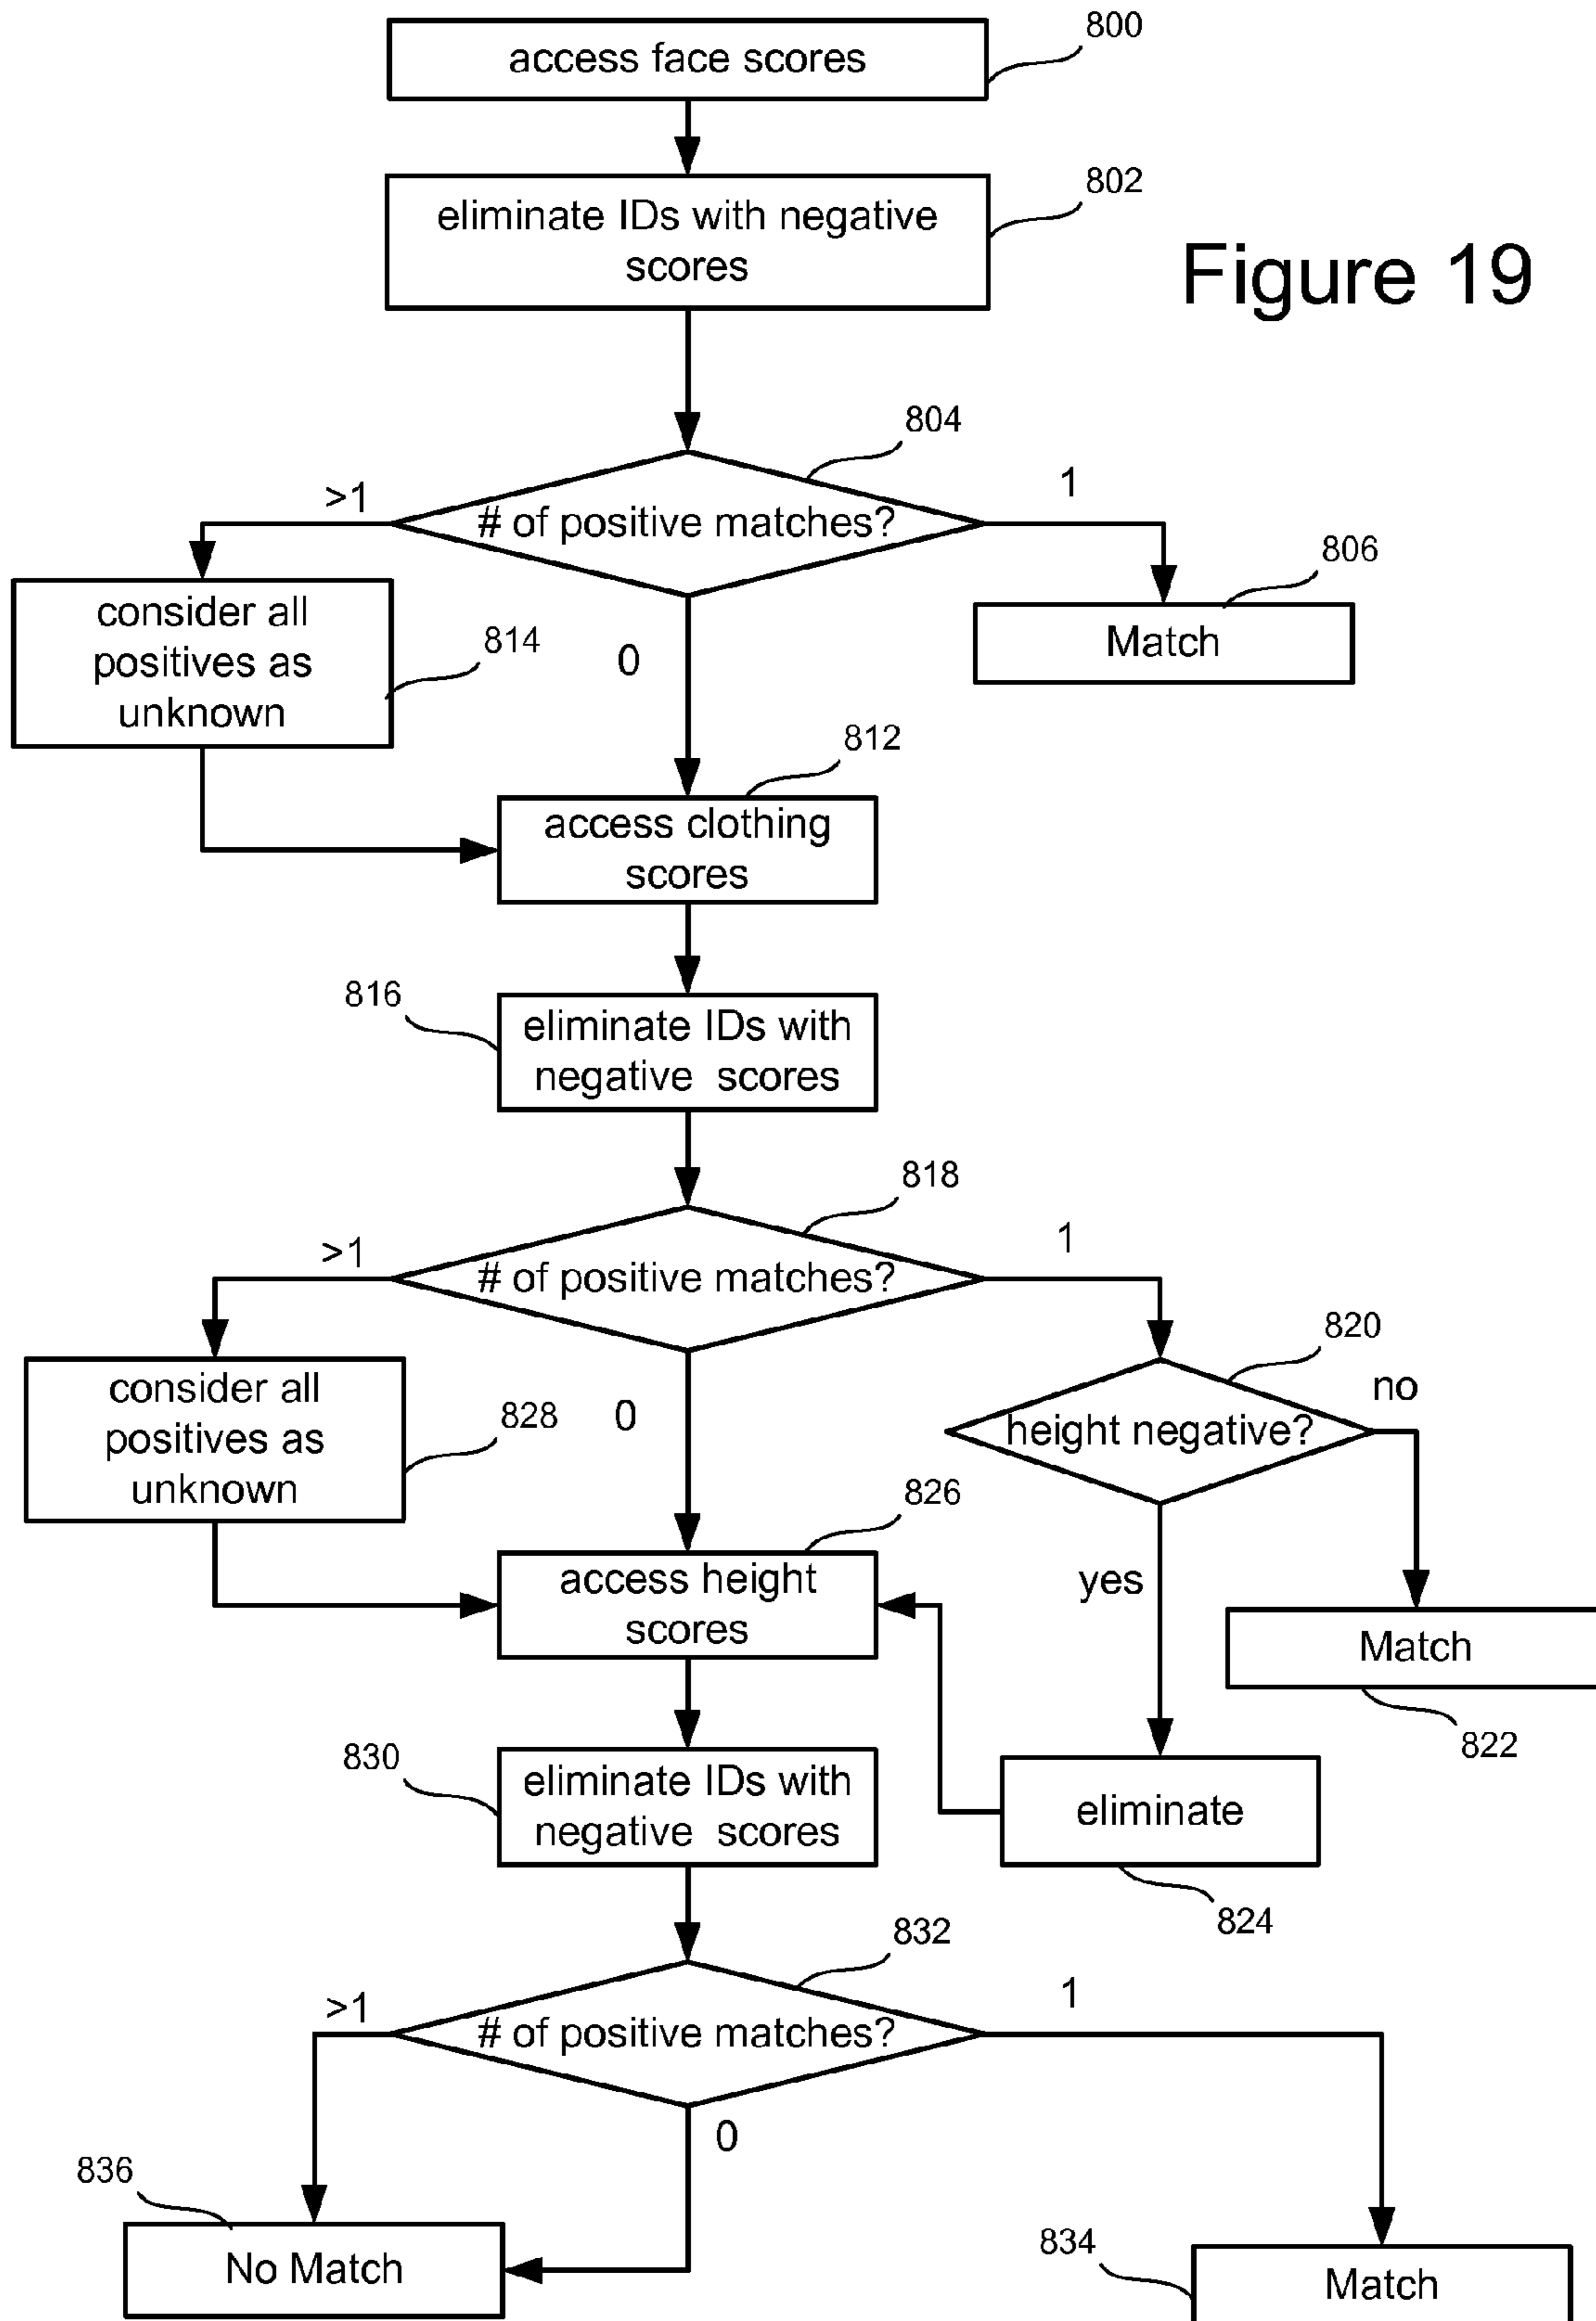 access face scores
800
eliminate IDs with negative
scores
802
Figure 19
804
>1
# of positive matches?
1
806
Match
consider all
positives as
unknown
814
0
812
access clothing
scores
816
eliminate IDs with
negative scores
818
>1
# of positive matches?
1
820
height negative?
no
consider all
positives as
unknown
828
0
826
access height
scores
yes
Match
822
830
eliminate IDs with
negative scores
eliminate
824
832
>1
# of positive matches?
1
0
836
No Match
834
Match